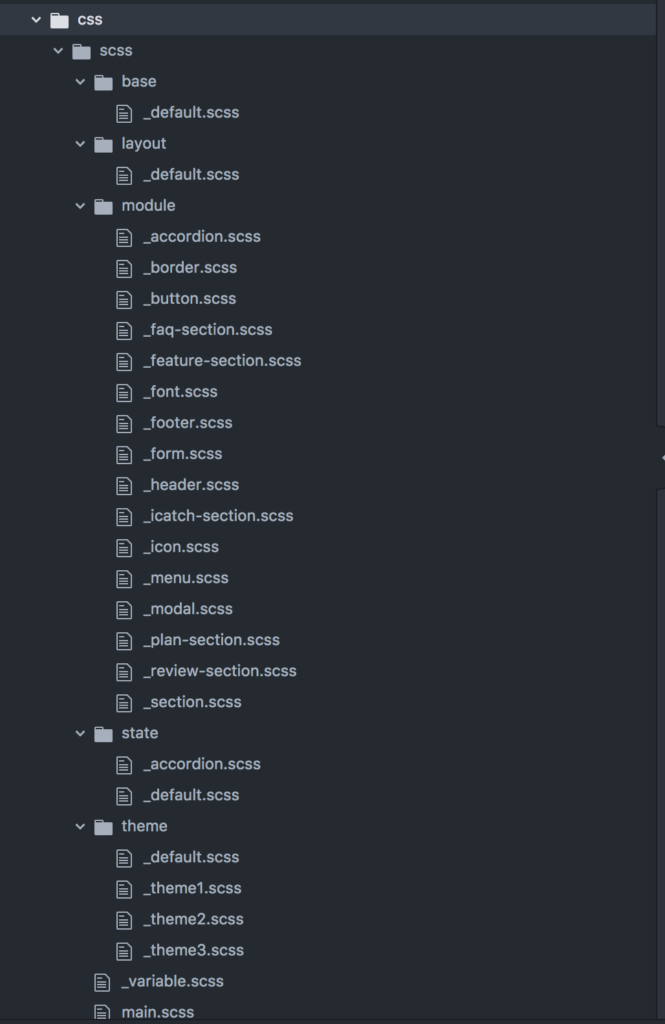 css
scss
base
_default.scss
layout
_default.scss
module
_accordion.scss
_border.scss
_button.scss
_faq-section.scss
_feature-section.scss
_font.scss
_footer.scss
_form.scss
_header.scss
_icatch-section.scss
_icon.scss
_menu.scss
_modal.scss
_plan-section.scss
_review-section.scss
_section.scss
state
_accordion.scss
_default.scss
theme
_default.scss
_theme1.scss
_theme2.scss
_theme3.scss
_variable.scss
main.scss